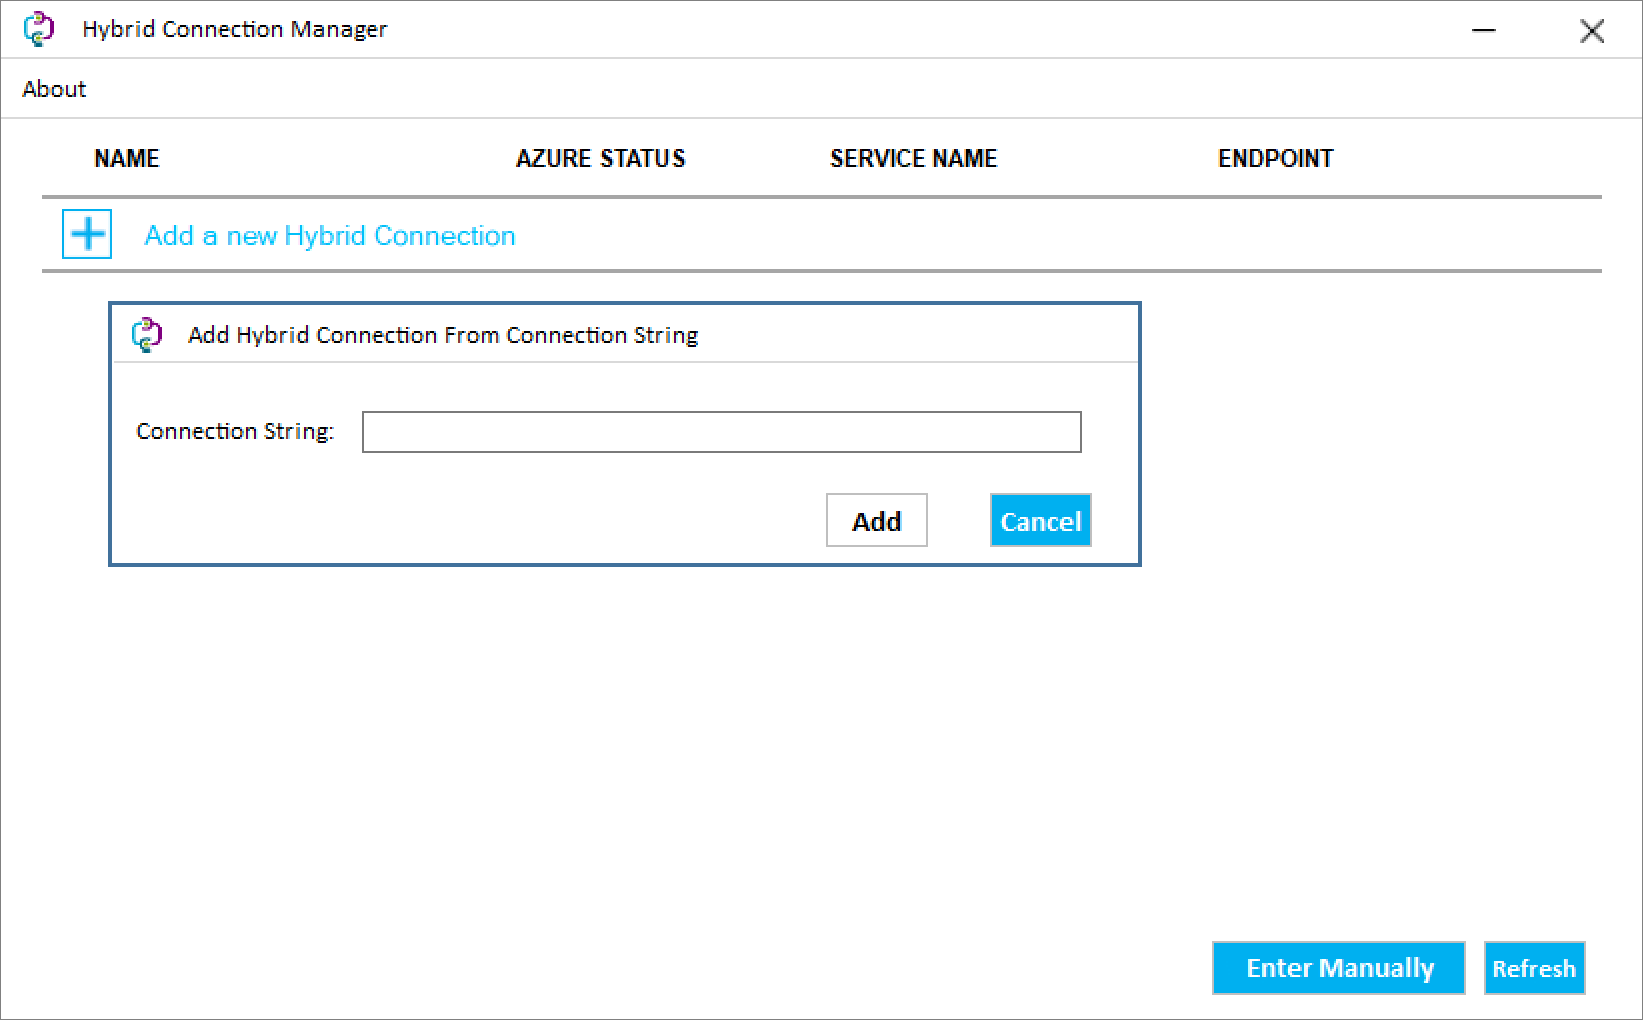 Hybrid Connection Manager
About
NAME AZURE STATUS SERVICE NAME ENDPOINT
Add a new Hybrid Connection
Add Hybrid Connection From Connection String
Connection String:
Add Cancel
Enter Manually Refresh